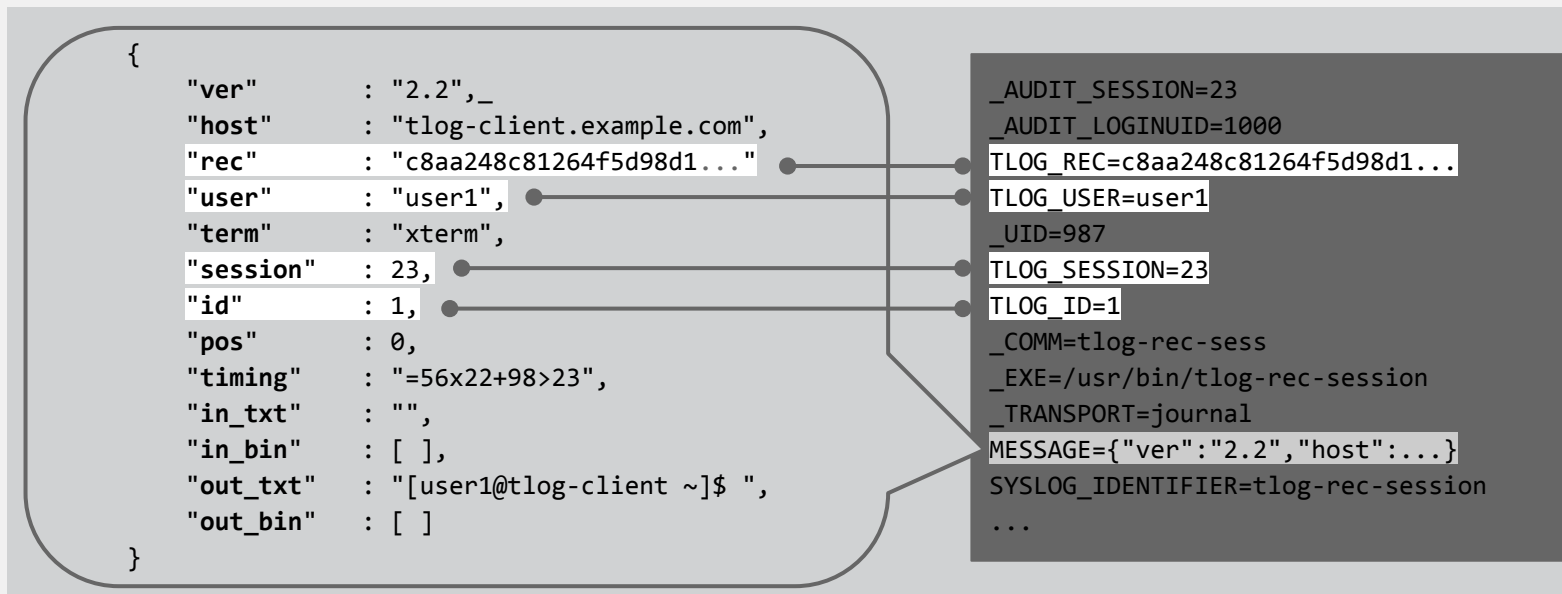 {
"ver" : "2.2",_
"host" : "tlog-client.example.com",
"rec" : "c8aa248c81264f5d98d1..."
"user" : "user1",
"term" : "xterm",
"session" : 23,
"id" : 1,
"pos" : 0,
"timing" : "=56x22+98>23",
"in_txt" : "",
"in_bin" : [ ],
"out_txt" : "[user1@tlog-client ~]$ ",
"out_bin" : [ ]
}
_AUDIT_SESSION=23
_AUDIT_LOGINUID=1000
TLOG_REC=c8aa248c81264f5d98d1...
TLOG_USER=user1
_UID=987
TLOG_SESSION=23
TLOG_ID=1
_COMM=tlog-rec-sess
_EXE=/usr/bin/tlog-rec-session
_TRANSPORT=journal
MESSAGE={"ver":"2.2","host":...}
SYSLOG_IDENTIFIER=tlog-rec-session
...